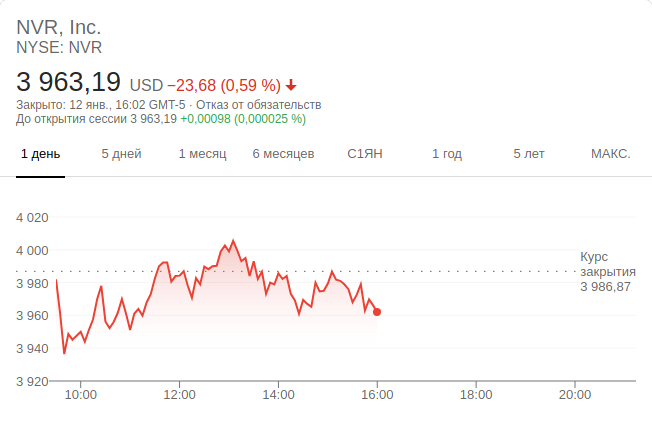 NVR, Inc.
NYSE: NVR
3 963,19 USD −23,68 (0,59 %)
Закрыто: 12 янв., 16:02 GMT-5 · Отказ от обязательств
До открытия сессии 3 963,19 +0,00098 (0,000025 %)
1 день 5 дней 1 месяц 6 месяцев С1ЯН 1 год 5 лет МАКС.
4 020
4 000
Курс
закрытия
3 986,87
3 980
3 960
3 940
3 920
10:00 12:00 14:00 16:00 18:00 20:00